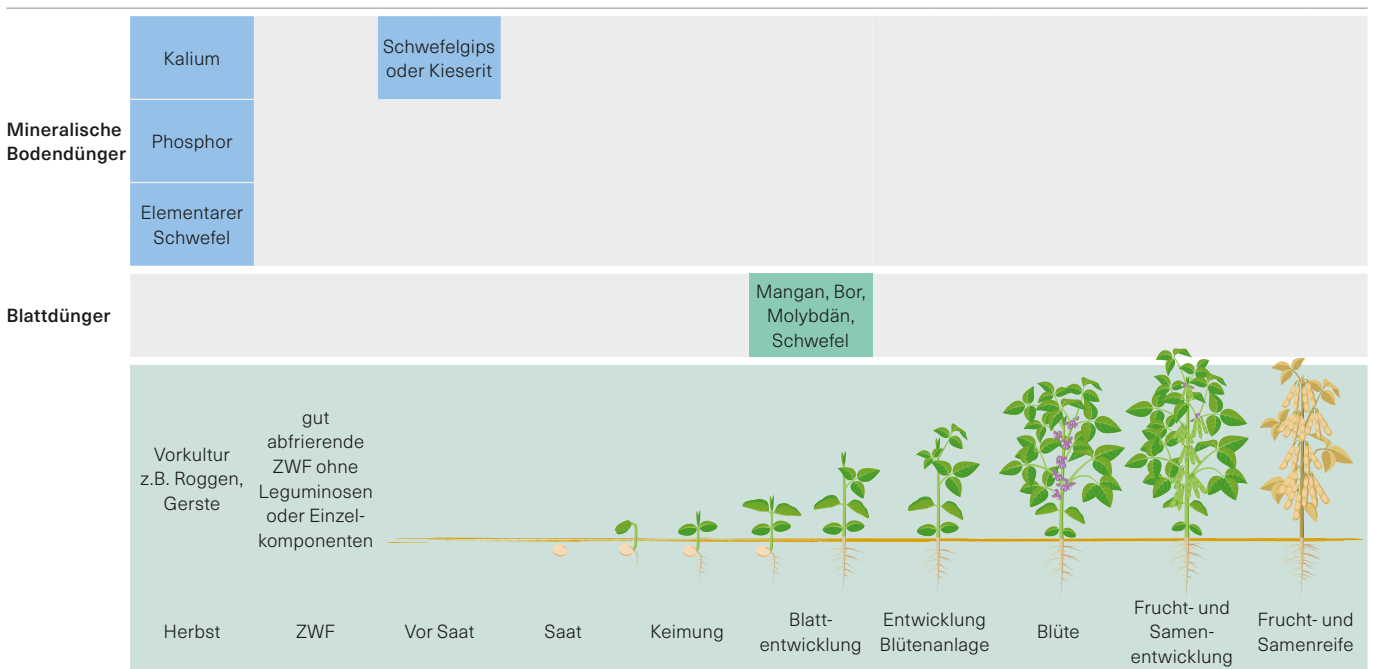 Mineralische
Bodendünger
Kalium
Schwefelgips
oder Kieserit
Phosphor
Elementarer
Schwefel
Blattdünger
Mangan, Bor,
Molybdän,
Schwefel
Vorkultur
z.B. Roggen,
Gerste
gut
abfrierende
ZWF ohne
Leguminosen
oder Einzel-
komponenten
Herbst
ZWF
Vor Saat
Saat
Keimung
Blatt-
entwicklung
Entwicklung
Blütenanlage
Blüte
Frucht- und
Samen-
entwicklung
Frucht- und
Samenreife